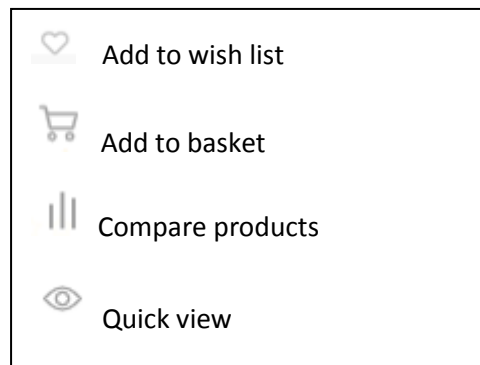 Add to wish list
Add to basket
Compare products
Quick view